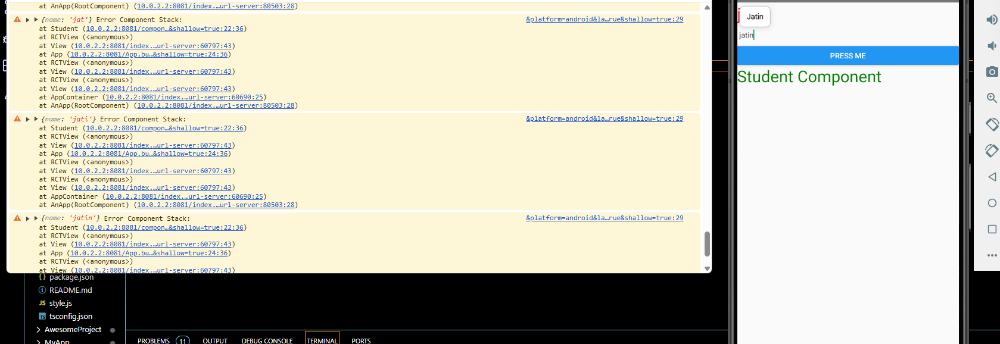 at AnApp(RootComponent) (10.0.2.2:8081/index.…url-server:80503:28)
{name: 'jat'} Error Component Stack: &platform=android&la…rue&shallow=true:29
at Student (10.0.2.2:8081/compon…&shallow=true:22:36)
at RCTView (<anonymous>)
at View (10.0.2.2:8081/index.…url-server:60797:43)
at App (10.0.2.2:8081/App.bu…&shallow=true:24:36)
at RCTView (<anonymous>)
at View (10.0.2.2:8081/index.…url-server:60797:43)
at RCTView (<anonymous>)
at View (10.0.2.2:8081/index.…url-server:60797:43)
at AppContainer (10.0.2.2:8081/index.…url-server:60690:25)
at AnApp(RootComponent) (10.0.2.2:8081/index.…url-server:80503:28)
{name: 'jati'} Error Component Stack: &platform=android&la…rue&shallow=true:29
at Student (10.0.2.2:8081/compon…&shallow=true:22:36)
at RCTView (<anonymous>)
at View (10.0.2.2:8081/index.…url-server:60797:43)
at App (10.0.2.2:8081/App.bu…&shallow=true:24:36)
at RCTView (<anonymous>)
at View (10.0.2.2:8081/index.…url-server:60797:43)
at RCTView (<anonymous>)
at View (10.0.2.2:8081/index.…url-server:60797:43)
at AppContainer (10.0.2.2:8081/index.…url-server:60690:25)
at AnApp(RootComponent) (10.0.2.2:8081/index.…url-server:80503:28)
{name: 'jatin'} Error Component Stack: &platform=android&la…rue&shallow=true:29
at Student (10.0.2.2:8081/compon…&shallow=true:22:36)
at RCTView (<anonymous>)
at View (10.0.2.2:8081/index.…url-server:60797:43)
at App (10.0.2.2:8081/App.bu…&shallow=true:24:36)
at RCTView (<anonymous>)
at View (10.0.2.2:8081/index.…url-server:60797:43)
{} package.json
README.md
JS style.js
TS tsconfig.json
AwesomeProject
MyApp
PROBLEMS 11 OUTPUT DEBUG CONSOLE TERMINAL PORTS
j
Jatin
jatin
PRESS ME
Student Component